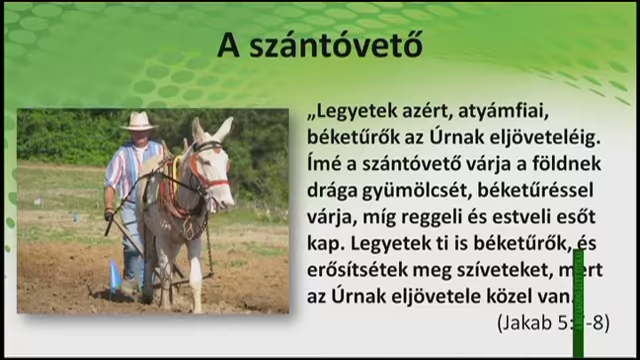 A szántóvető
„Legyetek azért, atyámfiai,
béketűrők az Úrnak eljöveteléig.
Ímé a szántóvető várja a földnek
drága gyümölcsét, béketűréssel
várja, míg reggeli és estveli esőt
kap. Legyetek ti is béketűrők, és
erősítsétek meg szíveteket, mert
az Úrnak eljövetele közel van.
(Jakab 5: -8)